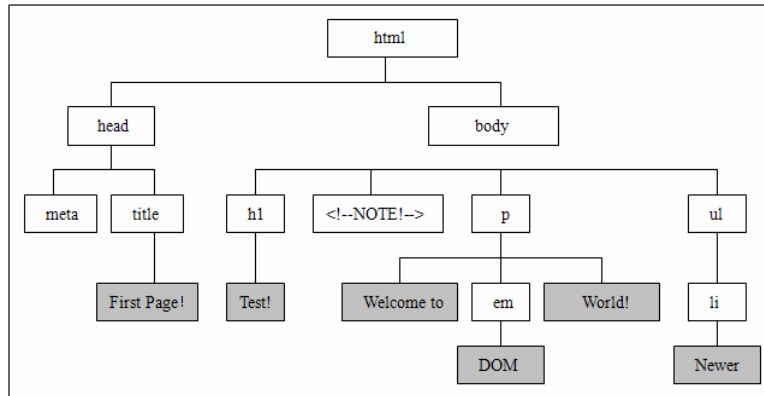 html
head
body
meta
title
h1
<!--NOTE!-->
p
ul
First Page!
Test!
Welcome to
em
World!
li
DOM
Newer